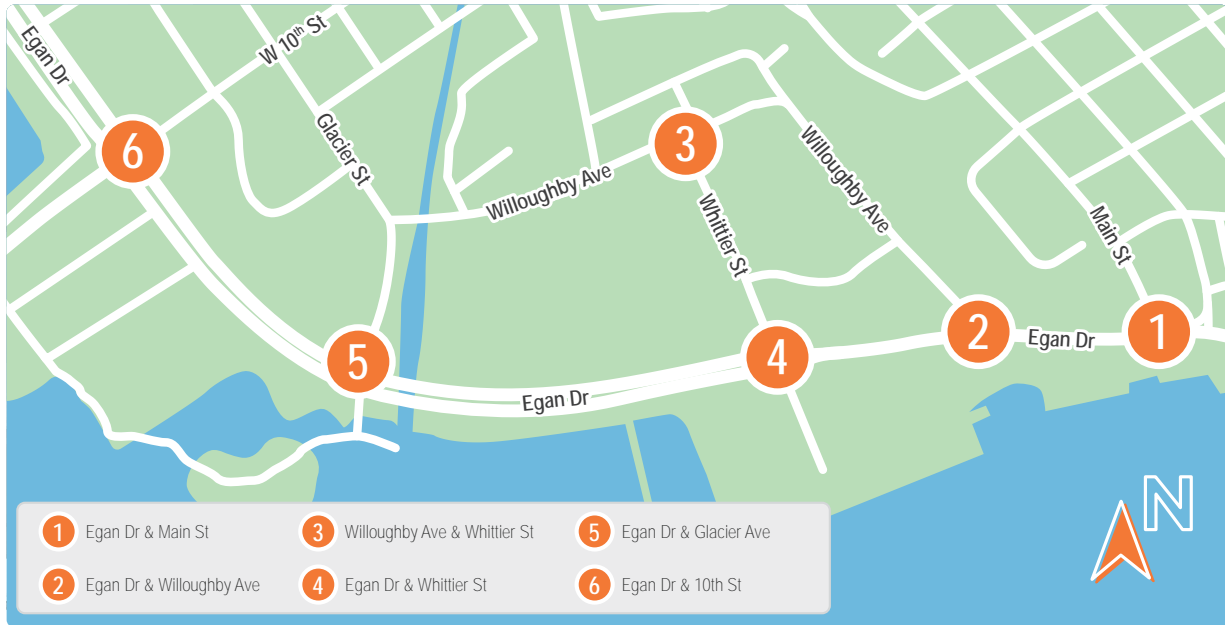 Egan Dr
W 10th St
6
Glacier St
3
Willoughby Ave
Willoughby Ave
Whittier St
Main St
5
4
2
Egan Dr
1
Egan Dr
N
1 Egan Dr & Main St
3 Willoughby Ave & Whittier St
5 Egan Dr & Glacier Ave
2 Egan Dr & Willoughby Ave
4 Egan Dr & Whittier St
6 Egan Dr & 10th St